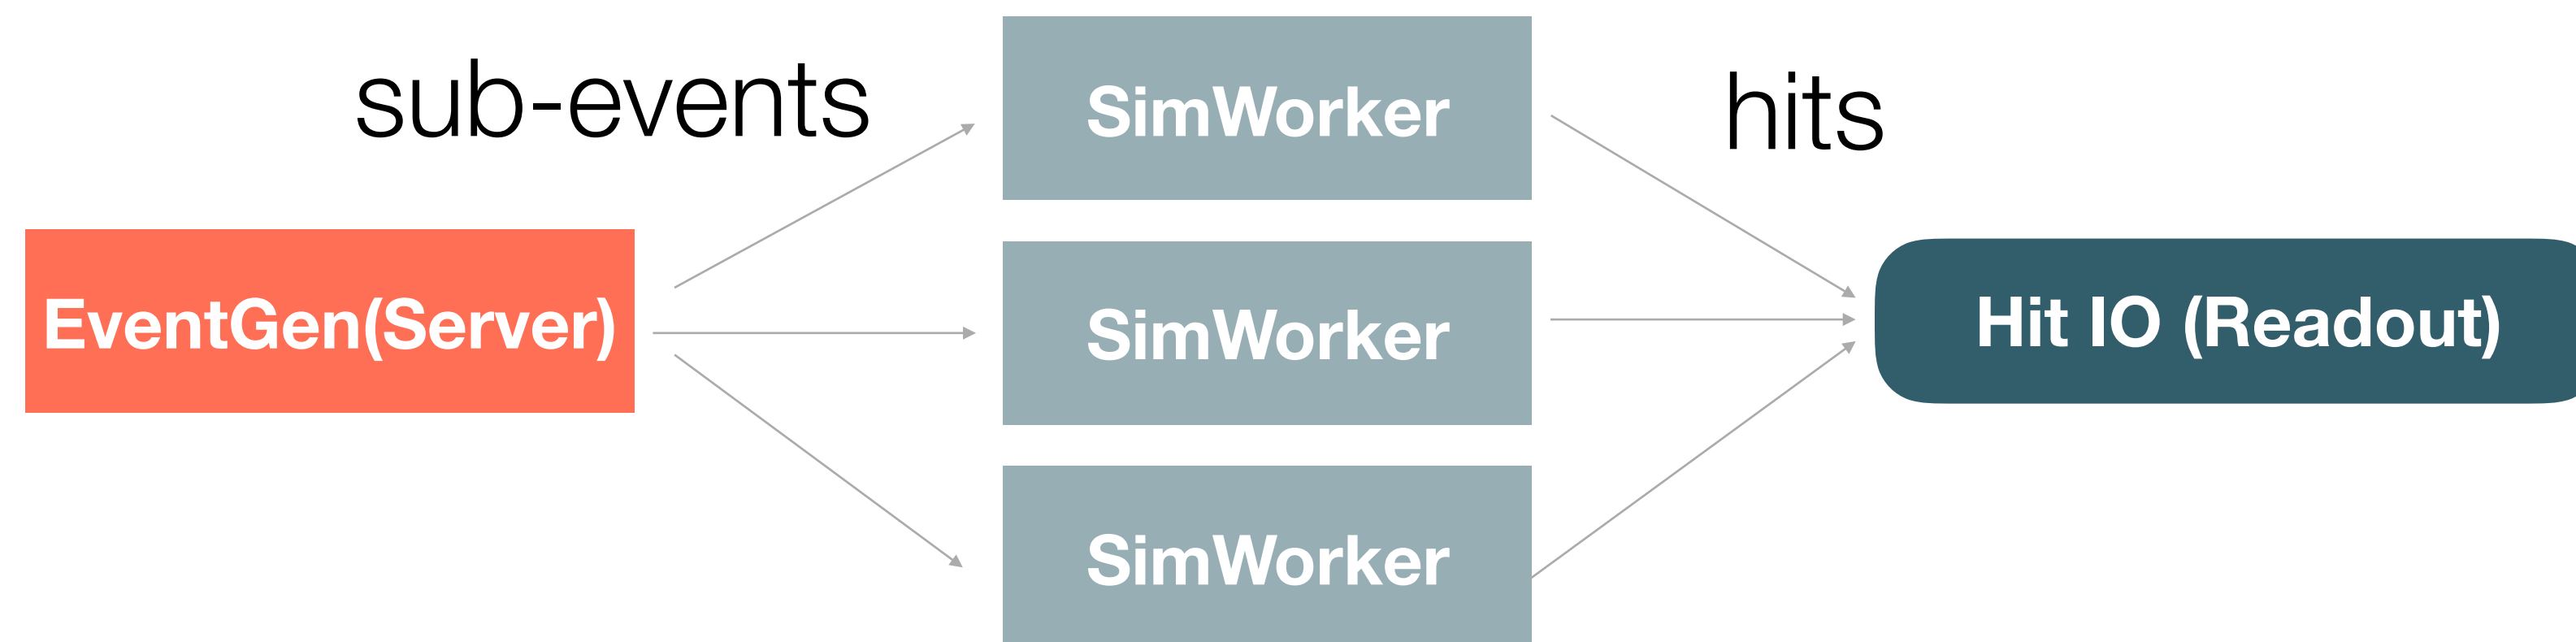 sub-events
SimWorker
hits
EventGen(Server)
SimWorker
Hit IO (Readout)
SimWorker